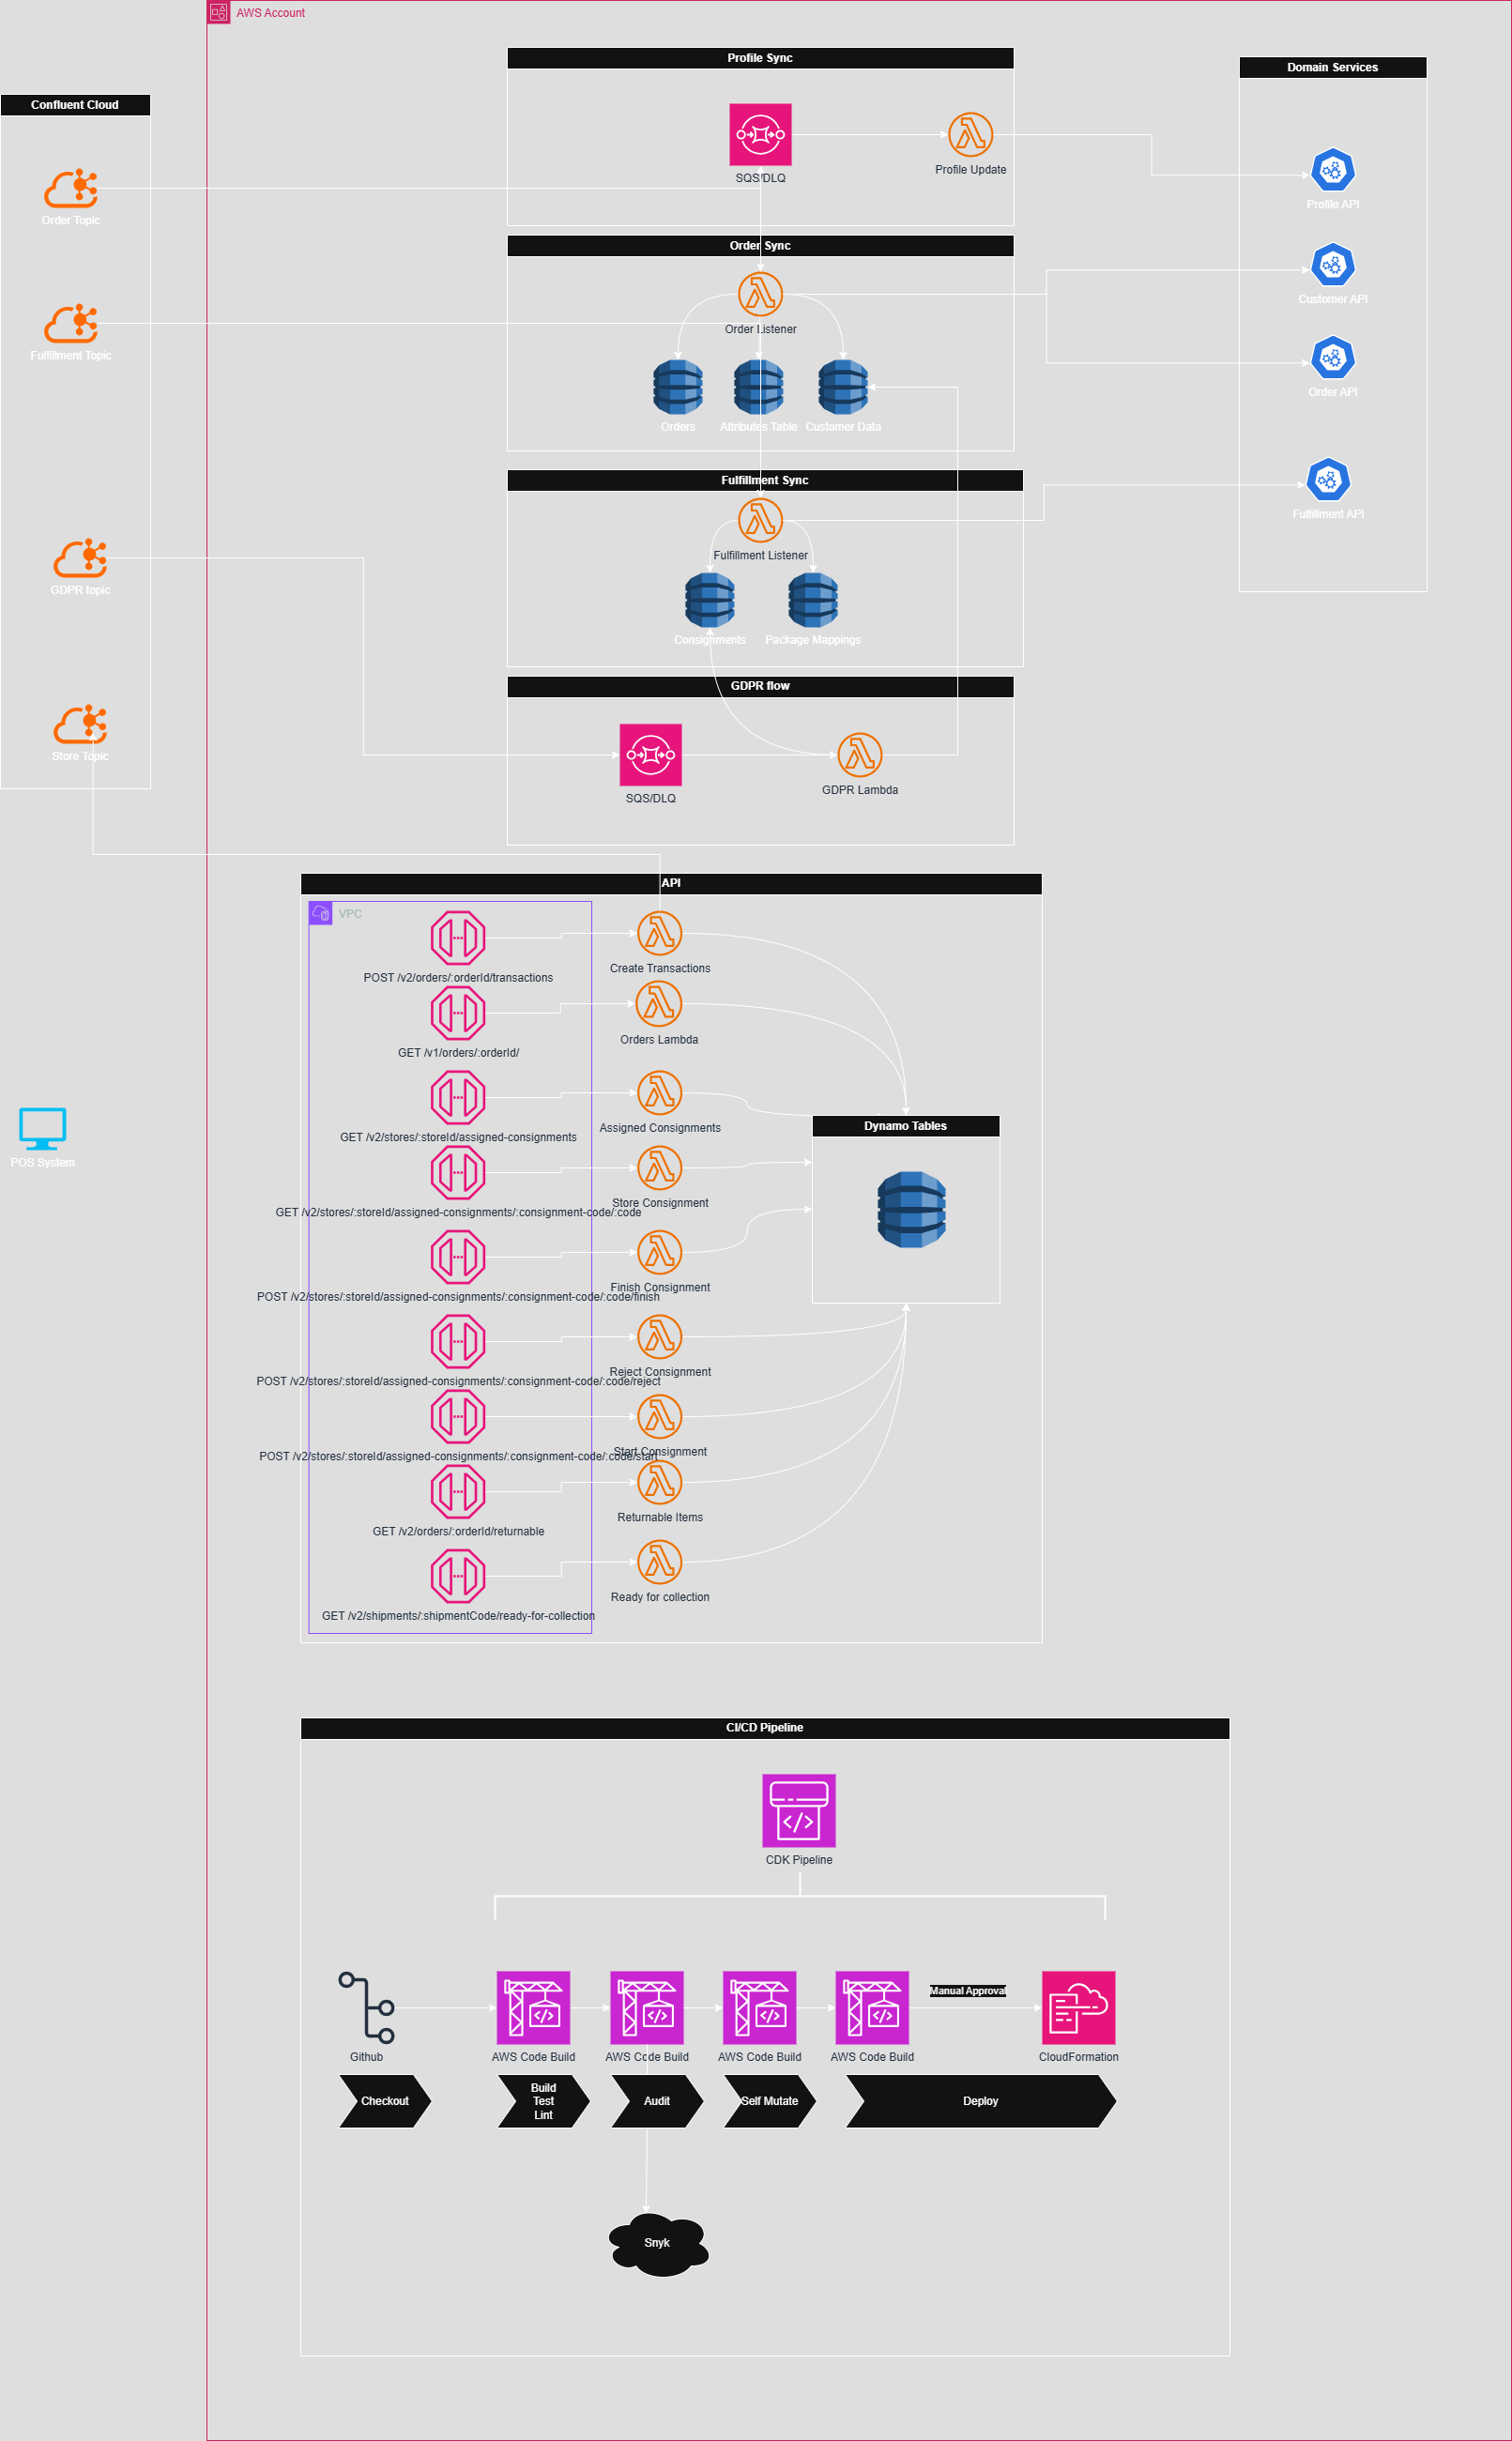 AWS Account
Profile Sync
Domain Services
Confluent Cloud
SQS/DLQ
Profile Update
Profile API
Order Topic
Order Sync
Customer API
Order Listener
Fulfillment Topic
Order API
Orders
Attributes Table
Customer Data
Fulfillment Sync
Fulfillment API
Fulfillment Listener
GDPR topic
Consignments
Package Mappings
GDPR flow
Store Topic
SQS/DLQ
GDPR Lambda
API
VPC
POST /v2/orders/:orderId/transactions
Create Transactions
GET /v1/orders/:orderId/
Orders Lambda
GET /v2/stores/:storeId/assigned-consignments
Assigned Consignments
Dynamo Tables
POS System
GET /v2/stores/:storeId/assigned-consignments/:consignment-code/:code
Store Consignment
POST /v2/stores/:storeId/assigned-consignments/:consignment-code/:code/finish
Finish Consignment
POST /v2/stores/:storeId/assigned-consignments/:consignment-code/:code/reject
Reject Consignment
POST /v2/stores/:storeId/assigned-consignments/:consignment-code/:code/start
Start Consignment
GET /v2/orders/:orderId/returnable
Returnable Items
GET /v2/shipments/:shipmentCode/ready-for-collection
Ready for collection
CI/CD Pipeline
CDK Pipeline
Manual Approval
Github
AWS Code Build
AWS Code Build
AWS Code Build
AWS Code Build
CloudFormation
Checkout
Build
Test
Lint
Audit
Self Mutate
Deploy
Snyk